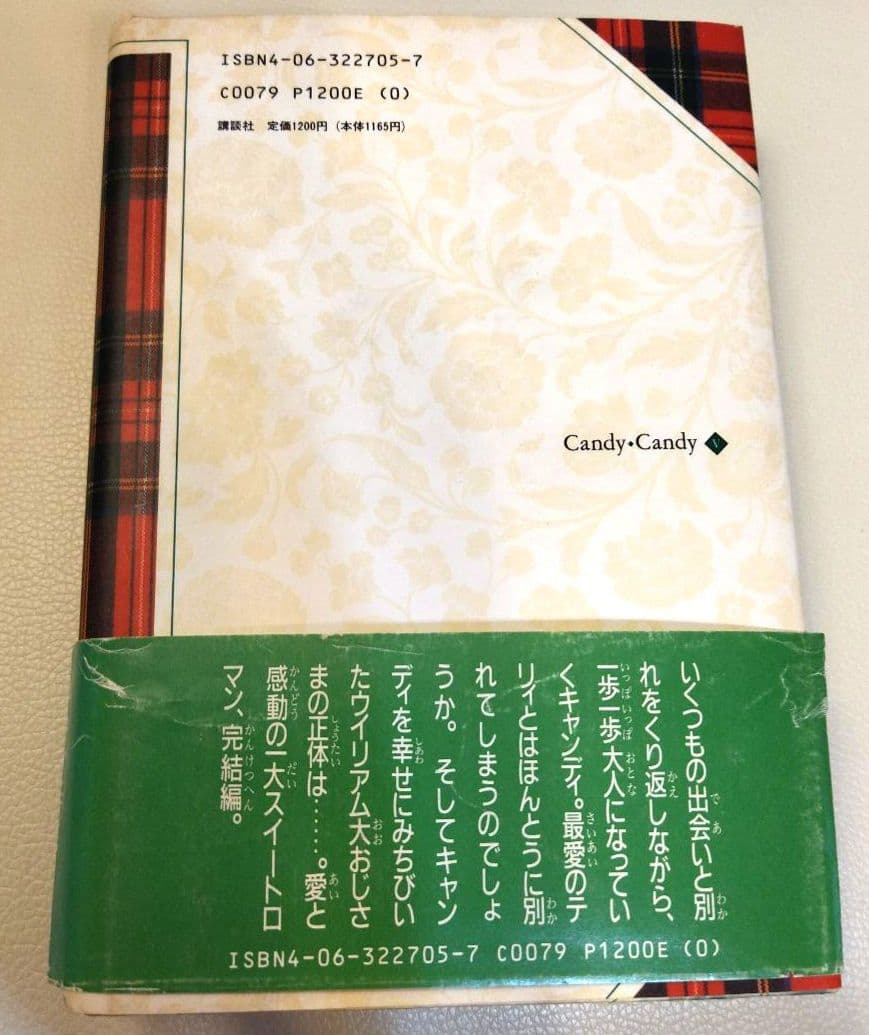 ISBN4-06-322705-7
C0079 P1200E (0)
講談社 定価1200円 (本体1165円)
Candy・Candy V
いくつもの出会いと別
れをくり返しながら、
一歩一歩大人になってい
くキャンディ。最愛のテ
リィとはほんとうに別
れてしまうのでしょ
うか。そしてキャン
ディを幸せにみちびい
たウイリアム大おじさ
まの正体は……。愛と
感動の一大スイートロ
マン、完結編。
ISBN4-06-322705-7 C0079 P1200E (0)